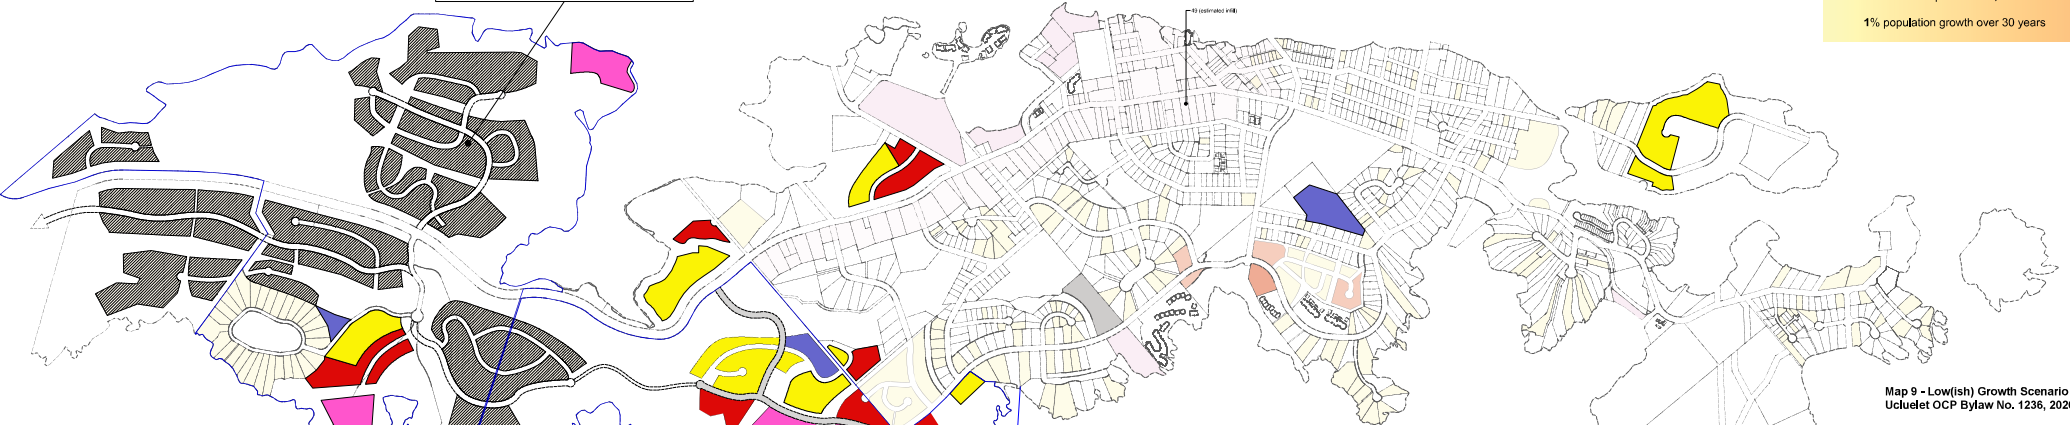 49 (estimated infill)
1% population growth over 30 years
Map 9 - Low(ish) Growth Scenario
Ucluelet OCP Bylaw No. 1236, 202